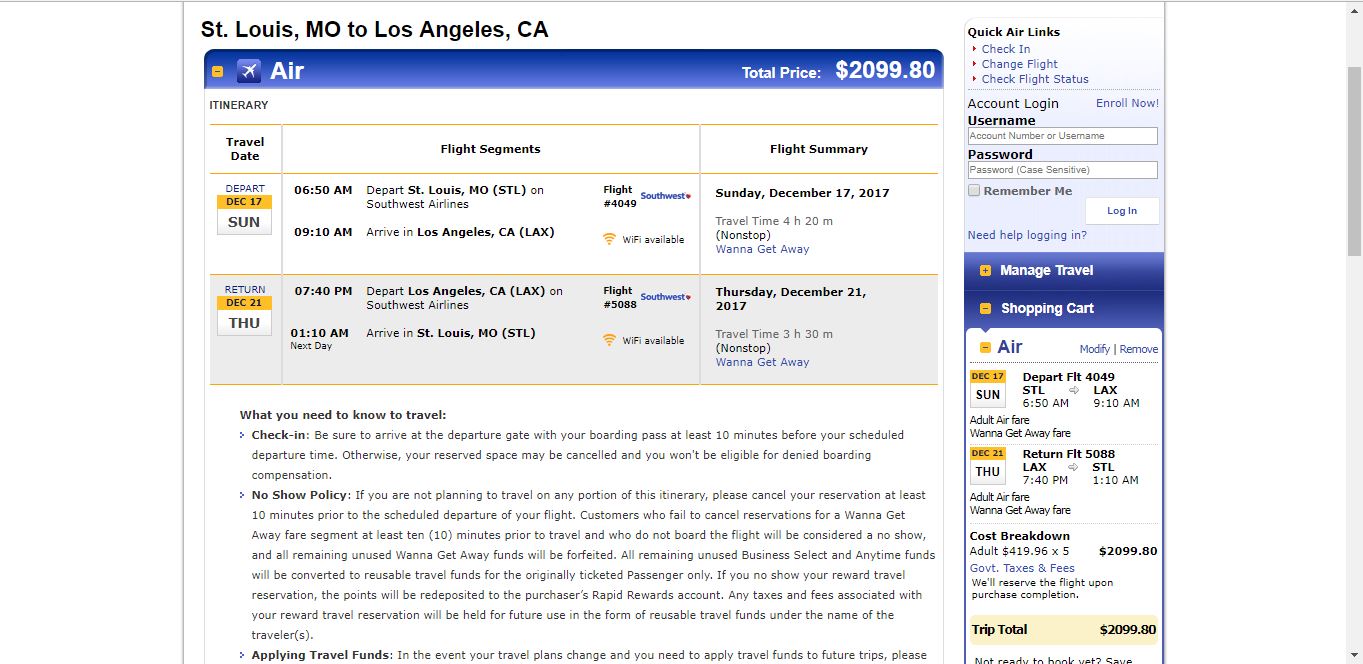 St. Louis, MO to Los Angeles, CA
Air
Total Price: $2099.80
ITINERARY
Travel
Date
Flight Segments
Flight Summary
DEPART
DEC 17
SUN
06:50 AM Depart St. Louis, MO (STL) on
Southwest Airlines
09:10 AM Arrive in Los Angeles, CA (LAX)
Flight
#4049
Southwest
WiFi available
Sunday, December 17, 2017
Travel Time 4 h 20 m
(Nonstop)
Wanna Get Away
RETURN
DEC 21
THU
07:40 PM Depart Los Angeles, CA (LAX) on
Southwest Airlines
01:10 AM Arrive in St. Louis, MO (STL)
Next Day
Flight
#5088
Southwest
WiFi available
Thursday, December 21,
2017
Travel Time 3 h 30 m
(Nonstop)
Wanna Get Away
What you need to know to travel:
Check-in: Be sure to arrive at the departure gate with your boarding pass at least 10 minutes before your scheduled
departure time. Otherwise, your reserved space may be cancelled and you won't be eligible for denied boarding
compensation.
No Show Policy: If you are not planning to travel on any portion of this itinerary, please cancel your reservation at least
10 minutes prior to the scheduled departure of your flight. Customers who fail to cancel reservations for a Wanna Get
Away fare segment at least ten (10) minutes prior to travel and who do not board the flight will be considered a no show,
and all remaining unused Wanna Get Away funds will be forfeited. All remaining unused Business Select and Anytime funds
will be converted to reusable travel funds for the originally ticketed Passenger only. If you no show your reward travel
reservation, the points will be redeposited to the purchaser’s Rapid Rewards account. Any taxes and fees associated with
your reward travel reservation will be held for future use in the form of reusable travel funds under the name of the
traveler(s).
Applying Travel Funds: In the event your travel plans change and you need to apply travel funds to future trips, please
Quick Air Links
Check In
Change Flight
Check Flight Status
Account Login Enroll Now!
Username
Account Number or Username
Password
Password (Case Sensitive)
Remember Me
Log In
Need help logging in?
Manage Travel
Shopping Cart
Air
Modify | Remove
DEC 17
SUN
Depart Flt 4049
STL LAX
6:50 AM 9:10 AM
Adult Air fare
Wanna Get Away fare
DEC 21
THU
Return Flt 5088
LAX STL
7:40 PM 1:10 AM
Adult Air fare
Wanna Get Away fare
Cost Breakdown
Adult $419.96 x 5 $2099.80
Govt. Taxes & Fees
We'll reserve the flight upon
purchase completion.
Trip Total $2099.80
Not ready to book yet? Save